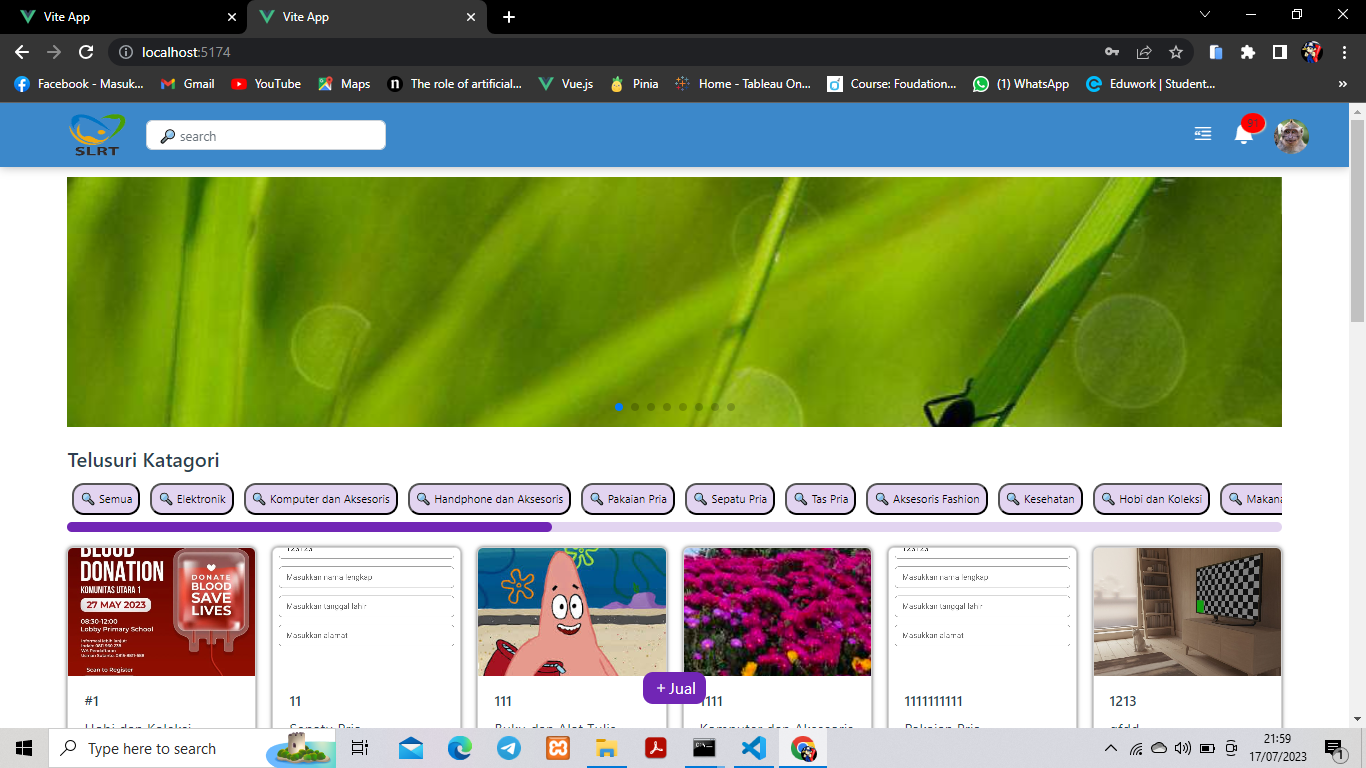 Vite App
Vite App
localhost:5174
Facebook - Masuk...
Gmail
YouTube
Maps
The role of artificial...
Vue.js
Pinia
Home - Tableau On...
Course: Foudation...
(1) WhatsApp
Eduwork | Student...
»
SLRT
search
Telusuri Katagori
Semua
Elektronik
Komputer dan Aksesoris
Handphone dan Aksesoris
Pakaian Pria
Sepatu Pria
Tas Pria
Aksesoris Fashion
Kesehatan
Hobi dan Koleksi
Makana
BLOOD
DONATION
KOMUNITAS UTARA 1
27 MAY 2023
08:30-12:00
Lobby Primary School
Scan to Register
DONATE
BLOOD
SAVE
LIVES
Masukkan nama lengkap
Masukkan tanggal lahir
Masukkan alamat
Masukkan nama lengkap
Masukkan tanggal lahir
Masukkan alamat
#1
11
111
1111
1111111111
1213
+ Jual
Hobi dan Koleksi
Sepatu Pria
Buku dan Alat Tulis
Komputer dan Aksesoris
Pakaian Pria
Type here to search
21:59
17/07/2023
1